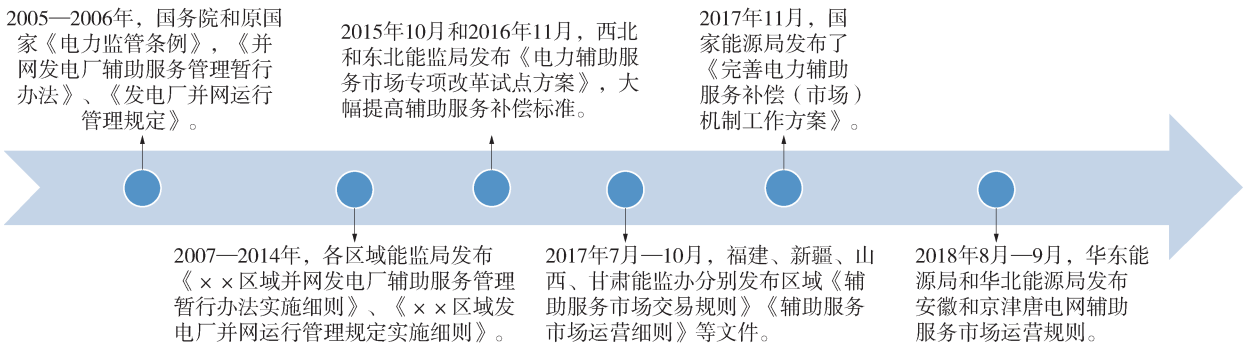 2005—2006年，国务院和原国
家《电力监管条例》，《并
网发电厂辅助服务管理暂行
办法》、《发电厂并网运行
管理规定》。
2007—2014年，各区域能监局发布
《××区域并网发电厂辅助服务管理
暂行办法实施细则》、《××区域发
电厂并网运行管理规定实施细则》。
2015年10月和2016年11月，西北
和东北能监局发布《电力辅助服
务市场专项改革试点方案》，大
幅提高辅助服务补偿标准。
2017年7月—10月，福建、新疆、山
西、甘肃能监办分别发布区域《辅
助服务市场交易规则》《辅助服务
市场运营细则》等文件。
2017年11月，国
家能源局发布了
《完善电力辅助
服务补偿（市场）
机制工作方案》。
2018年8月—9月，华东能
源局和华北能源局发布
安徽和京津唐电网辅助
服务市场运营规则。